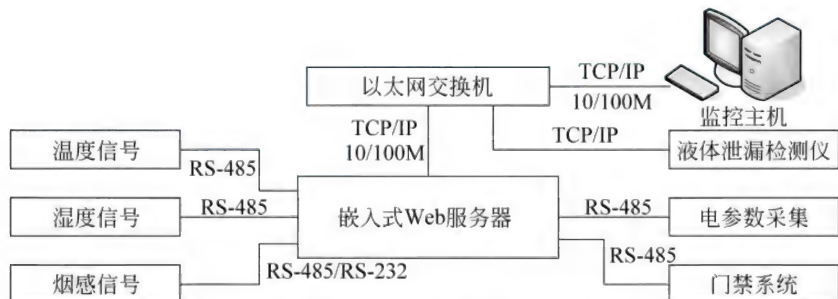 TCP/IP
以太网交换机
10/100M
监控主机
TCP/IP
10/100M
TCP/IP
温度信号
液体泄漏检测仪
RS-485
湿度信号
RS-485
嵌入式Web服务器
RS-485
电参数采集
RS-485
烟感信号
RS-485/RS-232
门禁系统